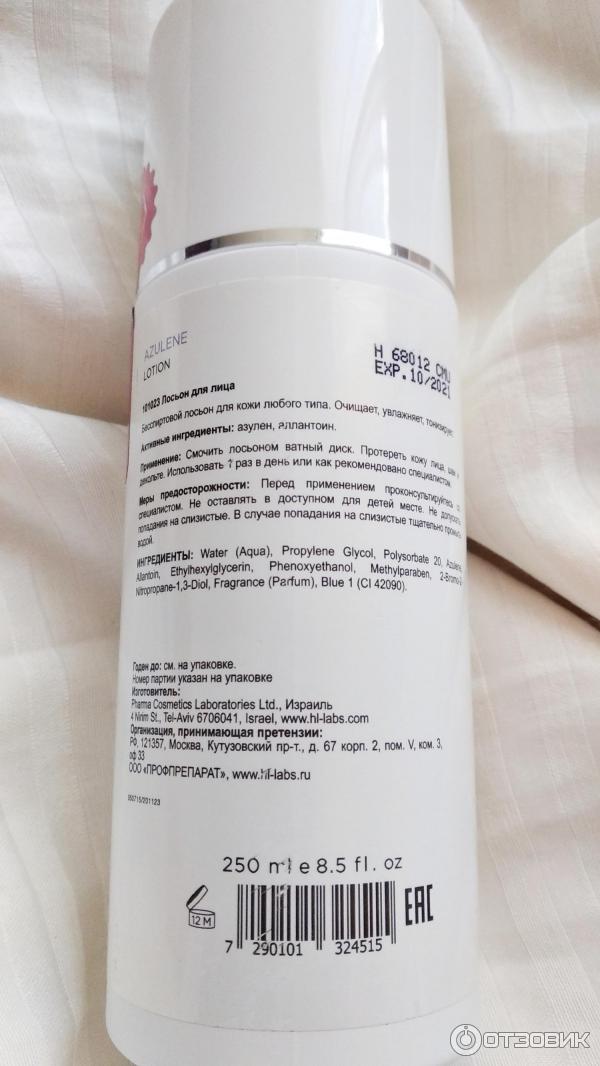 AZULENE
LOTION
H 68012 CMU
EXP.10/2021
101023 Лосьон для лица
Бесспиртовой лосьон для кожи любого типа. Очищает, увлажняет, тонизирует.
Активные ингредиенты: азулен, аллантоин.
Применение: Смочить лосьоном ватный диск. Протереть кожу лица, шеи и
декольте. Использовать 1 раз в день или как рекомендовано специалистом.
Меры предосторожности: Перед применением проконсультируйтесь со
специалистом. Не оставлять в доступном для детей месте. Не допускать
попадания на слизистые. В случае попадания на слизистые тщательно промыть
водой.
ИНГРЕДИЕНТЫ: Water (Aqua), Propylene Glycol, Polysorbate 20, Azulene,
Allantoin, Ethylhexylglycerin, Phenoxyethanol, Methylparaben, 2-Bromo-2-
Nitropropane-1,3-Diol, Fragrance (Parfum), Blue 1 (CI 42090).
Годен до: см. на упаковке.
Номер партии указан на упаковке
Изготовитель:
Pharma Cosmetics Laboratories Ltd., Израиль
4 Nirim St., Tel-Aviv 6706041, Israel, www.hl-labs.com
Организация, принимающая претензии:
РФ, 121357, Москва, Кутузовский пр-т., д. 67 корп. 2, пом. V, ком. 3,
оф 33
ООО «ПРОФПРЕПАРАТ», www.hl-labs.ru
050715/201123
250 ml e 8.5 fl. oz
12 M
EAC
7 290101 324515
ОТЗОВИК